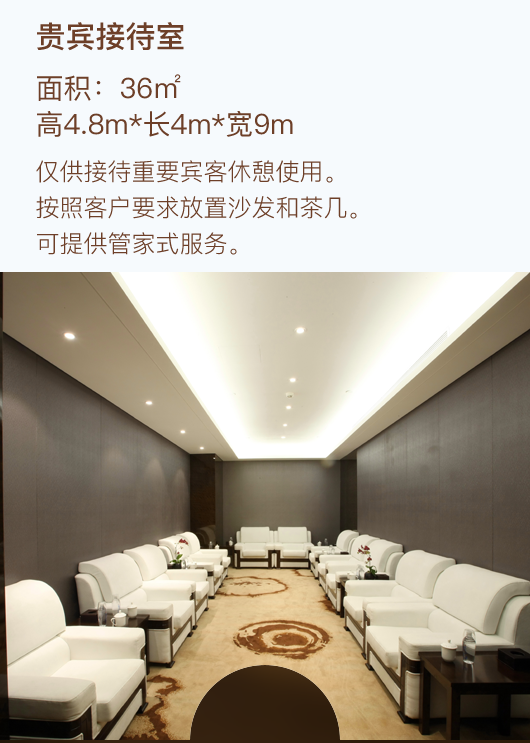 贵宾接待室
面积：36㎡
高4.8m*长4m*宽9m
仅供接待重要宾客休憩使用。
按照客户要求放置沙发和茶几。
可提供管家式服务。